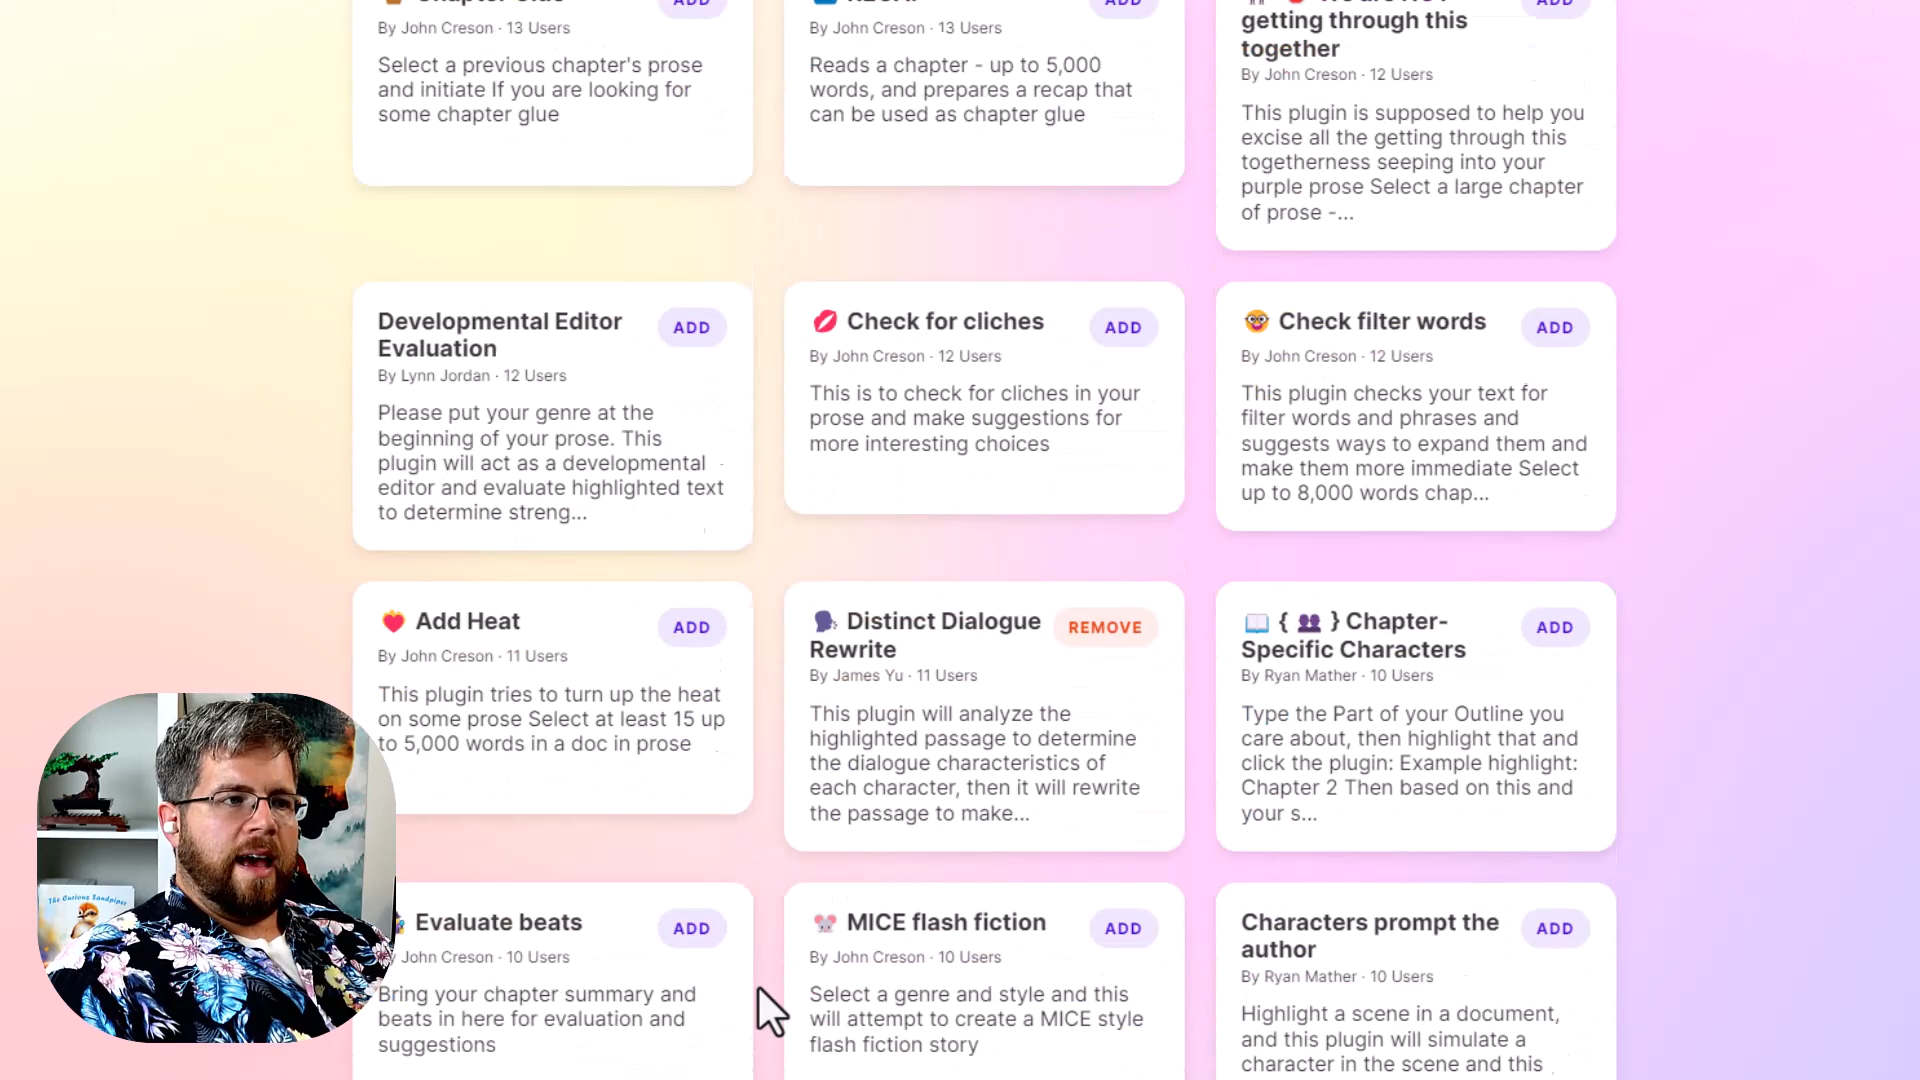 ADD
By John Creson · 13 Users
Select a previous chapter's prose
and initiate If you are looking for
some chapter glue
ADD
By John Creson · 13 Users
Reads a chapter - up to 5,000
words, and prepares a recap that
can be used as chapter glue
ADD
getting through this
together
By John Creson · 12 Users
This plugin is supposed to help you
excise all the getting through this
togetherness seeping into your
purple prose Select a large chapter
of prose -...
Developmental Editor
Evaluation
ADD
By Lynn Jordan · 12 Users
Please put your genre at the
beginning of your prose. This
plugin will act as a developmental
editor and evaluate highlighted text
to determine streng...
Check for cliches
ADD
By John Creson · 12 Users
This is to check for cliches in your
prose and make suggestions for
more interesting choices
Check filter words
ADD
By John Creson · 12 Users
This plugin checks your text for
filter words and phrases and
suggests ways to expand them and
make them more immediate Select
up to 8,000 words chap...
Add Heat
ADD
By John Creson · 11 Users
This plugin tries to turn up the heat
on some prose Select at least 15 up
to 5,000 words in a doc in prose
Distinct Dialogue
Rewrite
REMOVE
By James Yu · 11 Users
This plugin will analyze the
highlighted passage to determine
the dialogue characteristics of
each character, then it will rewrite
the passage to make...
{ } Chapter-
Specific Characters
ADD
By Ryan Mather · 10 Users
Type the Part of your Outline you
care about, then highlight that and
click the plugin: Example highlight:
Chapter 2 Then based on this and
your s...
The Curious Sandpiper
Evaluate beats
ADD
John Creson · 10 Users
Bring your chapter summary and
beats in here for evaluation and
suggestions
MICE flash fiction
ADD
By John Creson · 10 Users
Select a genre and style and this
will attempt to create a MICE style
flash fiction story
Characters prompt the
author
ADD
By Ryan Mather · 10 Users
Highlight a scene in a document,
and this plugin will simulate a
character in the scene and this